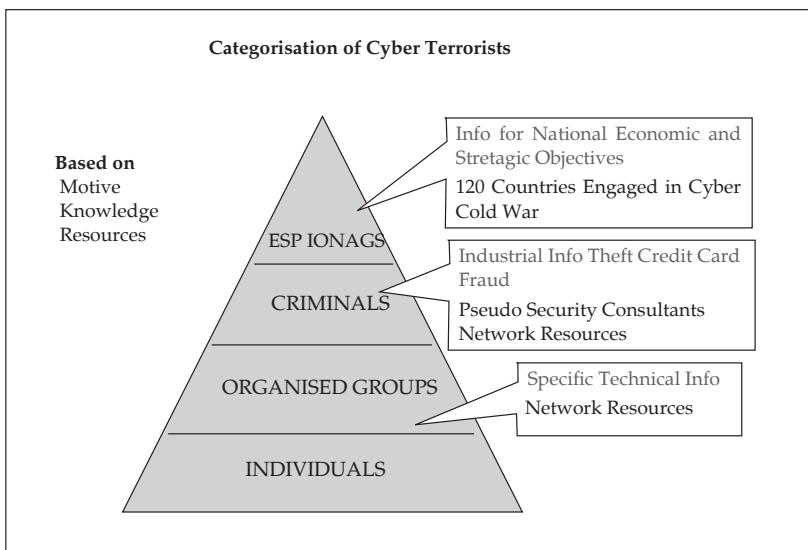 Categorisation of Cyber Terrorists
Based on
Motive
Knowledge
Resources
Info for National Economic and
Stretagic Objectives
120 Countries Engaged in Cyber
Cold War
ESP IONAGS
Industrial Info Theft Credit Card
Fraud
Pseudo Security Consultants
Network Resources
CRIMINALS
Specific Technical Info
Network Resources
ORGANISED GROUPS
INDIVIDUALS